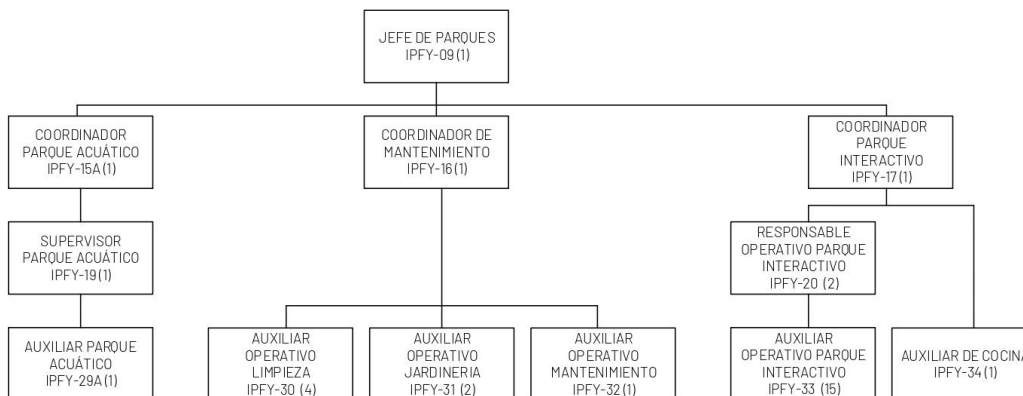 JEFE DE PARQUES
IPFY-09 (1)
COORDINADOR
PARQUE ACUÁTICO
IPFY-15A (1)
COORDINADOR DE
MANTENIMIENTO
IPFY-16 (1)
COORDINADOR
PARQUE
INTERACTIVO
IPFY-17 (1)
SUPERVISOR
PARQUE ACUÁTICO
IPFY-19 (1)
RESPONSABLE
OPERATIVO PARQUE
INTERACTIVO
IPFY-20 (2)
AUXILIAR PARQUE
ACUÁTICO
IPFY-29A (1)
AUXILIAR
OPERATIVO
LIMPIEZA
IPFY-30 (4)
AUXILIAR
OPERATIVO
JARDINERIA
IPFY-31 (2)
AUXILIAR
OPERATIVO
MANTENIMIENTO
IPFY-32 (1)
AUXILIAR
OPERATIVO PARQUE
INTERACTIVO
IPFY-33 (15)
AUXILIAR DE COCINA
IPFY-34 (1)